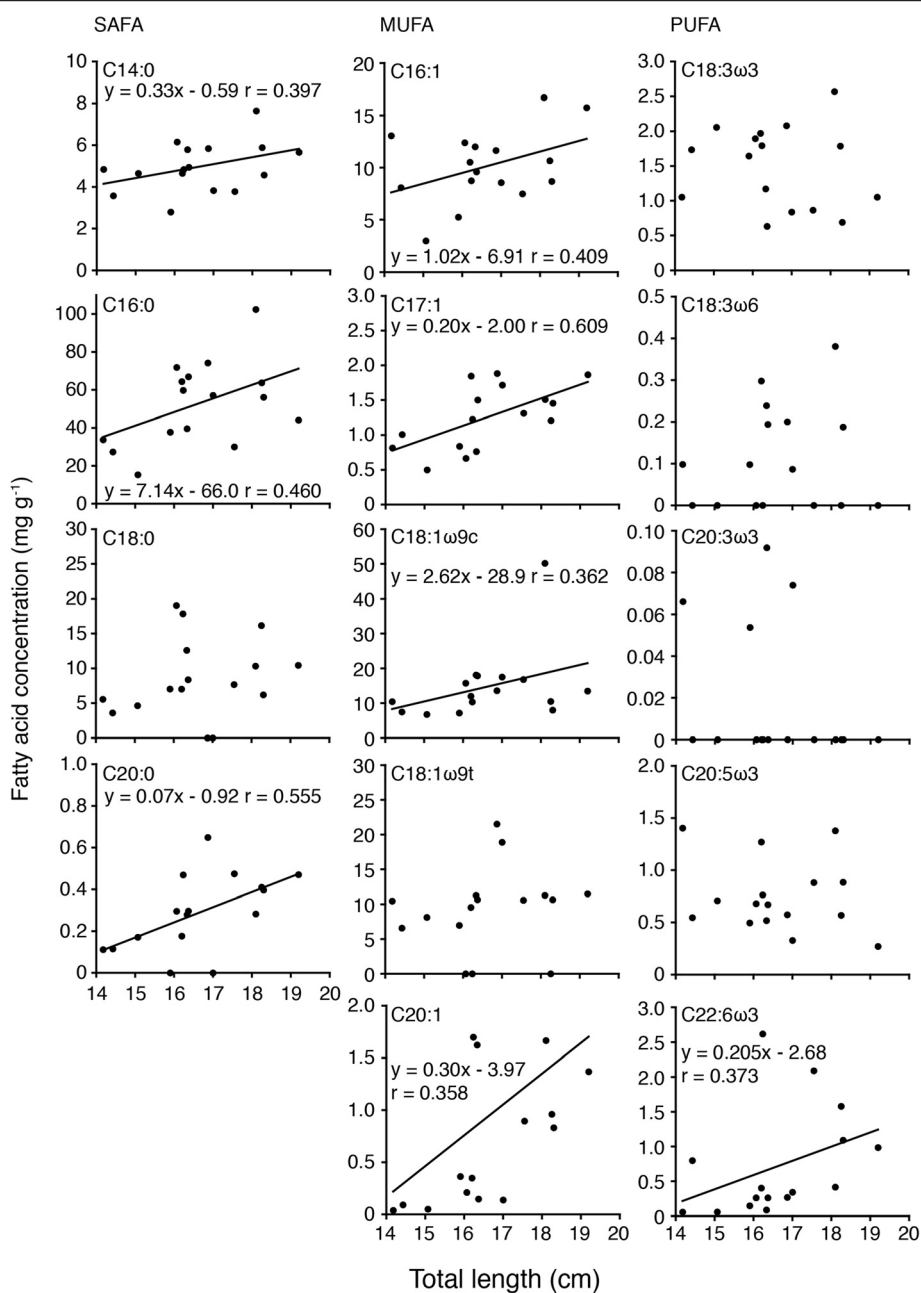 SAFA
MUFA
PUFA
Fatty acid concentration (mg g⁻¹)
C14:0
y = 0.33x - 0.59 r = 0.397
10
8
6
4
2
0
C16:1
y = 1.02x - 6.91 r = 0.409
20
15
10
5
0
C18:3ω3
3.0
2.5
2.0
1.5
1.0
0.5
0
C16:0
y = 7.14x - 66.0 r = 0.460
100
80
60
40
20
0
C17:1
y = 0.20x - 2.00 r = 0.609
3.0
2.5
2.0
1.5
1.0
0.5
0
C18:3ω6
0.5
0.4
0.3
0.2
0.1
0
C18:0
30
25
20
15
10
5
0
C18:1ω9c
y = 2.62x - 28.9 r = 0.362
60
50
40
30
20
10
0
C20:3ω3
0.10
0.08
0.06
0.04
0.02
0
C20:0
y = 0.07x - 0.92 r = 0.555
1.0
0.8
0.6
0.4
0.2
0
14 15 16 17 18 19 20
C18:1ω9t
30
25
20
15
10
5
0
C20:5ω3
2.0
1.5
1.0
0.5
0
C20:1
y = 0.30x - 3.97
r = 0.358
2.0
1.5
1.0
0.5
0
14 15 16 17 18 19 20
C22:6ω3
y = 0.205x - 2.68
r = 0.373
3.0
2.5
2.0
1.5
1.0
0.5
0
14 15 16 17 18 19 20
Total length (cm)